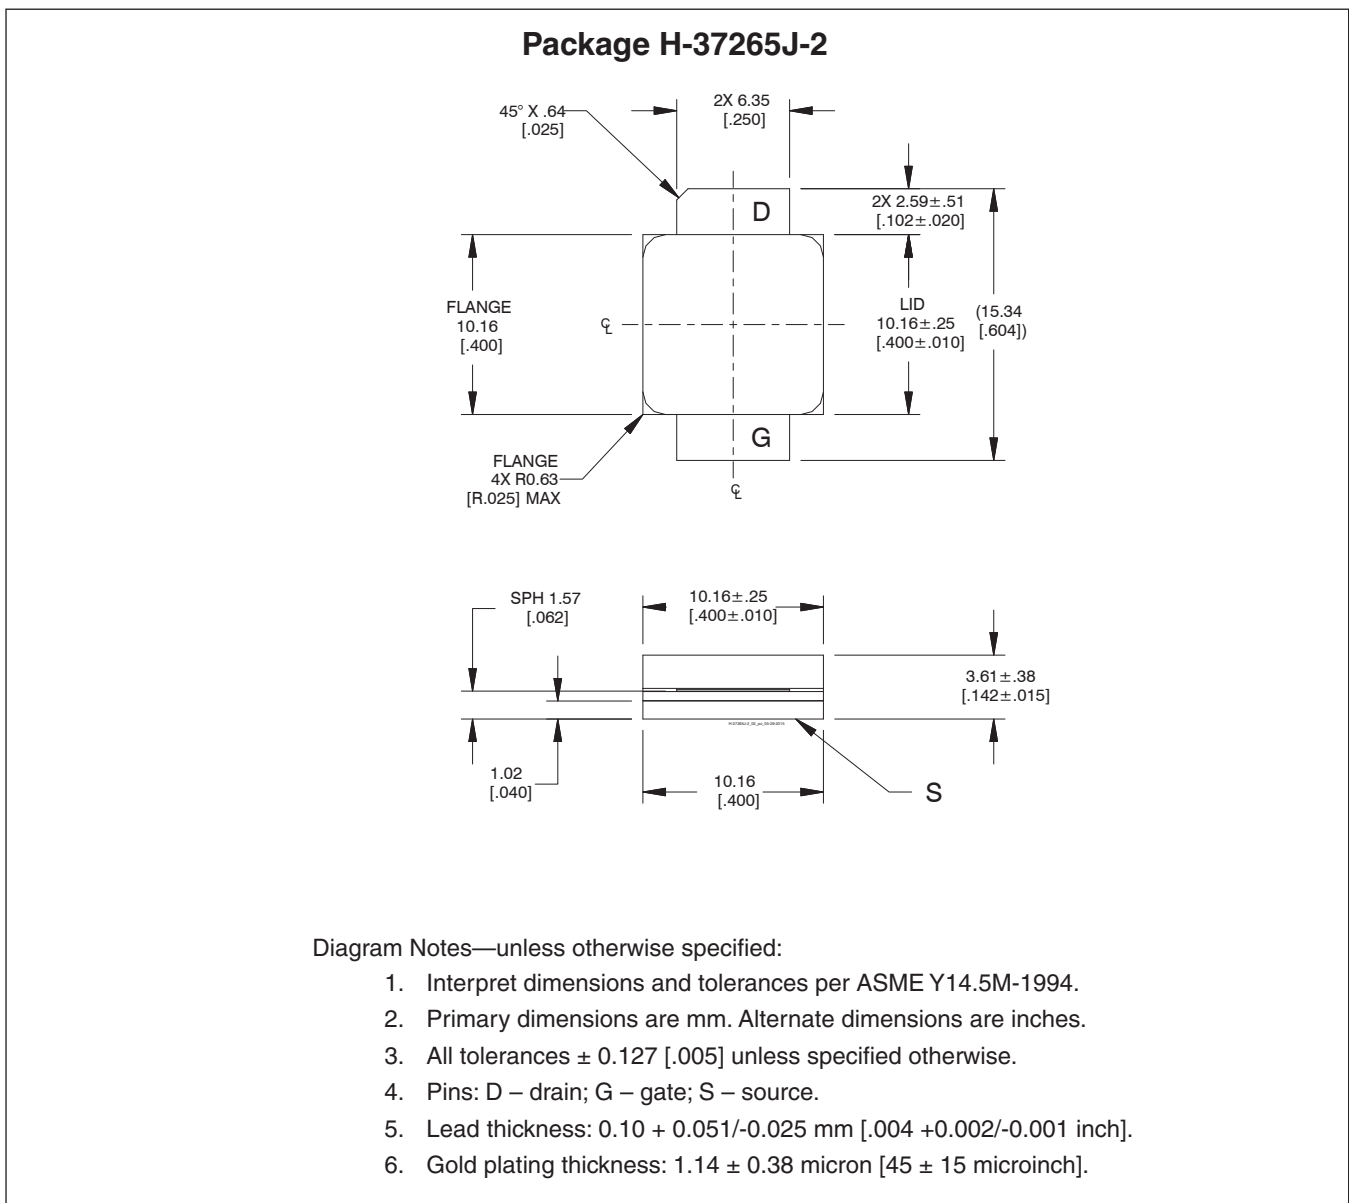 Package H-37265J-2
45° X .64
[.025]
2X 6.35
[.250]
D
2X 2.59±.51
[.102±.020]
FLANGE
10.16
[.400]
℄
LID
10.16±.25
[.400±.010]
(15.34
[.604])
G
FLANGE
4X R0.63
[R.025] MAX
℄
SPH 1.57
[.062]
10.16±.25
[.400±.010]
3.61±.38
[.142±.015]
1.02
[.040]
10.16
[.400]
S
Diagram Notes—unless otherwise specified:
1. Interpret dimensions and tolerances per ASME Y14.5M-1994.
2. Primary dimensions are mm. Alternate dimensions are inches.
3. All tolerances ± 0.127 [.005] unless specified otherwise.
4. Pins: D – drain; G – gate; S – source.
5. Lead thickness: 0.10 + 0.051/-0.025 mm [.004 +0.002/-0.001 inch].
6. Gold plating thickness: 1.14 ± 0.38 micron [45 ± 15 microinch].